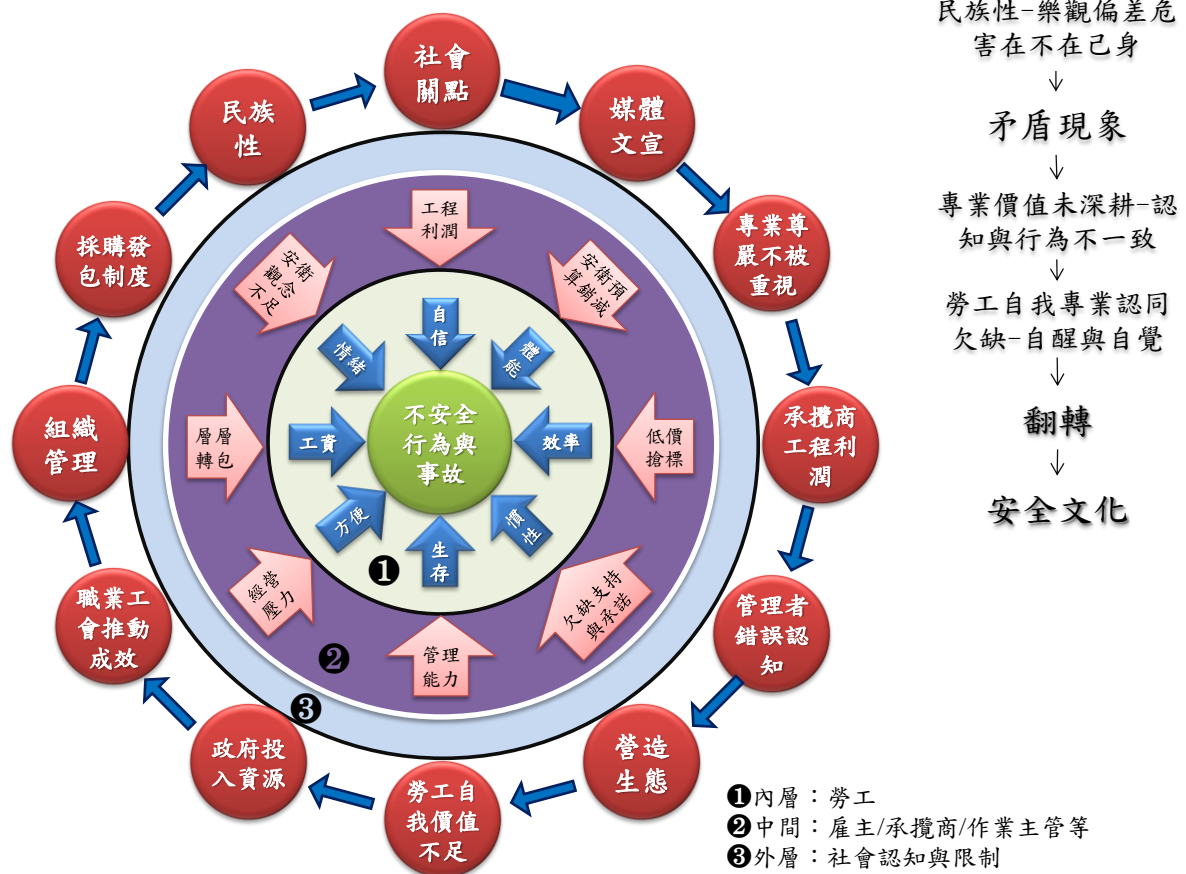 社會
關點
媒體
文宣
專業尊
嚴不被
重視
承攬商
工程利
潤
管理者
錯誤認
知
營造
生態
勞工自
我價值
不足
政府投
入資源
職業工
會推動
成效
組織
管理
採購發
包制度
民族
性
工程
利潤
安衛預
算銷減
低價
搶標
欠缺支持
與承諾
管理
能力
經營
壓力
層層
轉包
安衛
觀念
不足
自
信
體能
效率
慣性
生
存
方便
工資
情緒
不安全
行為與
事故
❶
❷
❸
民族性-樂觀偏差危
害在不在己身
↓
矛盾現象
↓
專業價值未深耕-認
知與行為不一致
↓
勞工自我專業認同
欠缺-自醒與自覺
↓
翻轉
↓
安全文化
❶內層：勞工
❷中間：雇主/承攬商/作業主管等
❸外層：社會認知與限制